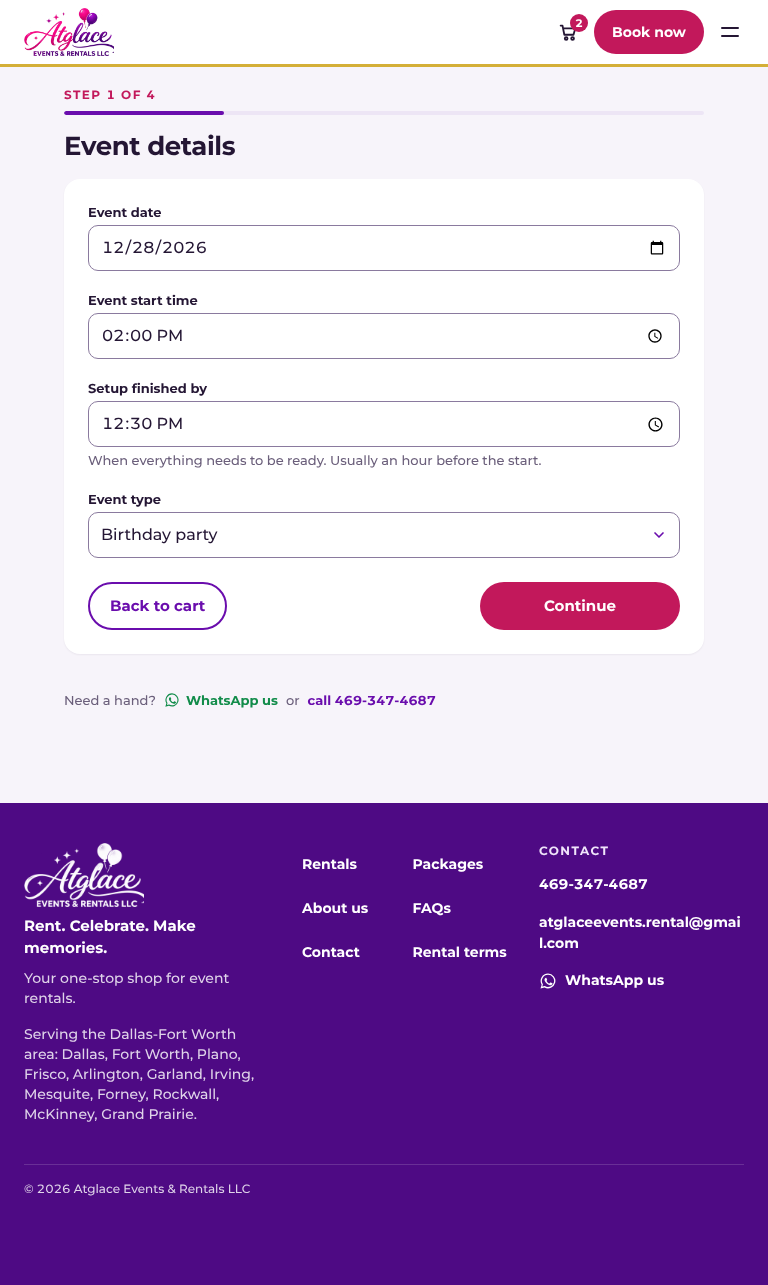 Atglace
EVENTS & RENTALS LLC
2
Book now
STEP 1 OF 4
Event details
Event date
12/28/2026
Event start time
02:00 PM
Setup finished by
12:30 PM
When everything needs to be ready. Usually an hour before the start.
Event type
Birthday party
Back to cart
Continue
Need a hand? WhatsApp us or call 469-347-4687
Atglace
EVENTS & RENTALS LLC
Rent. Celebrate. Make
memories.
Your one-stop shop for event
rentals.
Serving the Dallas-Fort Worth
area: Dallas, Fort Worth, Plano,
Frisco, Arlington, Garland, Irving,
Mesquite, Forney, Rockwall,
McKinney, Grand Prairie.
Rentals
About us
Contact
Packages
FAQs
Rental terms
CONTACT
469-347-4687
atglaceevents.rental@gmai
l.com
WhatsApp us
© 2026 Atglace Events & Rentals LLC